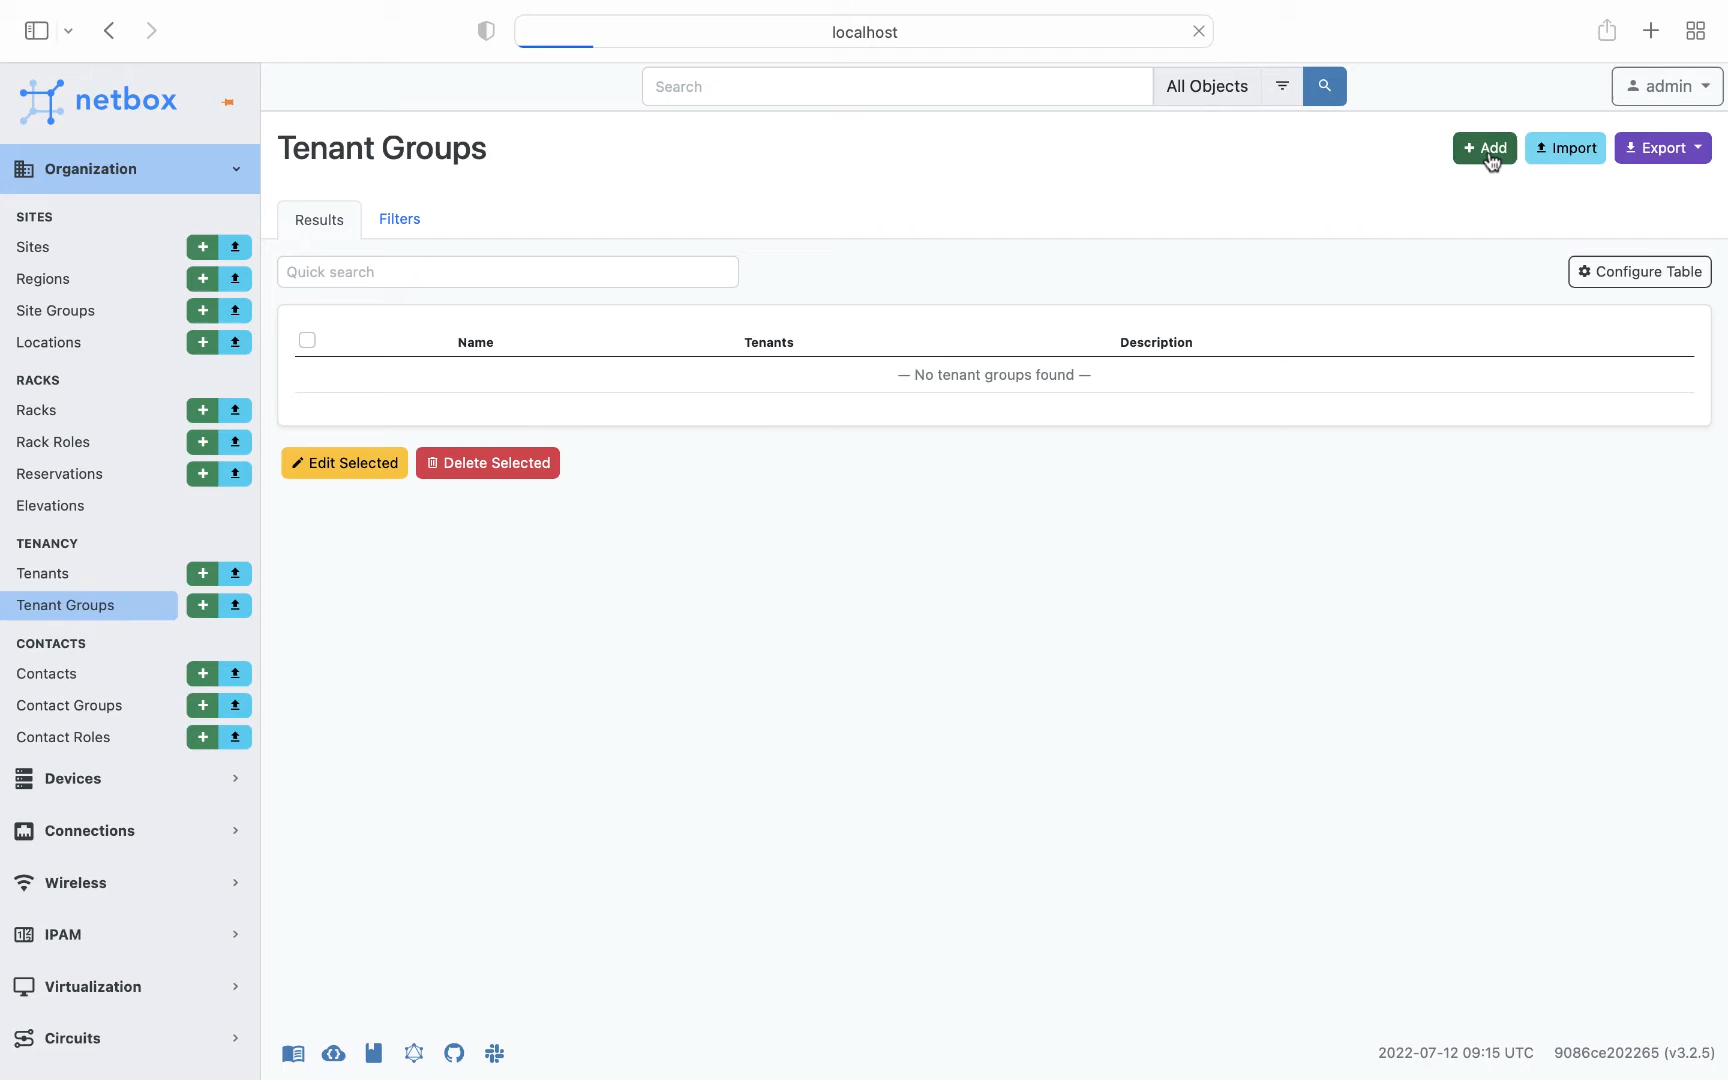 localhost
netbox
Search
All Objects
admin
Organization
Tenant Groups
+ Add
Import
Export
SITES
Sites
Regions
Site Groups
Locations
RACKS
Racks
Rack Roles
Reservations
Elevations
TENANCY
Tenants
Tenant Groups
CONTACTS
Contacts
Contact Groups
Contact Roles
Devices
Connections
Wireless
IPAM
Virtualization
Circuits
Results
Filters
Quick search
Configure Table
Name
Tenants
Description
— No tenant groups found —
Edit Selected
Delete Selected
2022-07-12 09:15 UTC
9086ce202265 (v3.2.5)